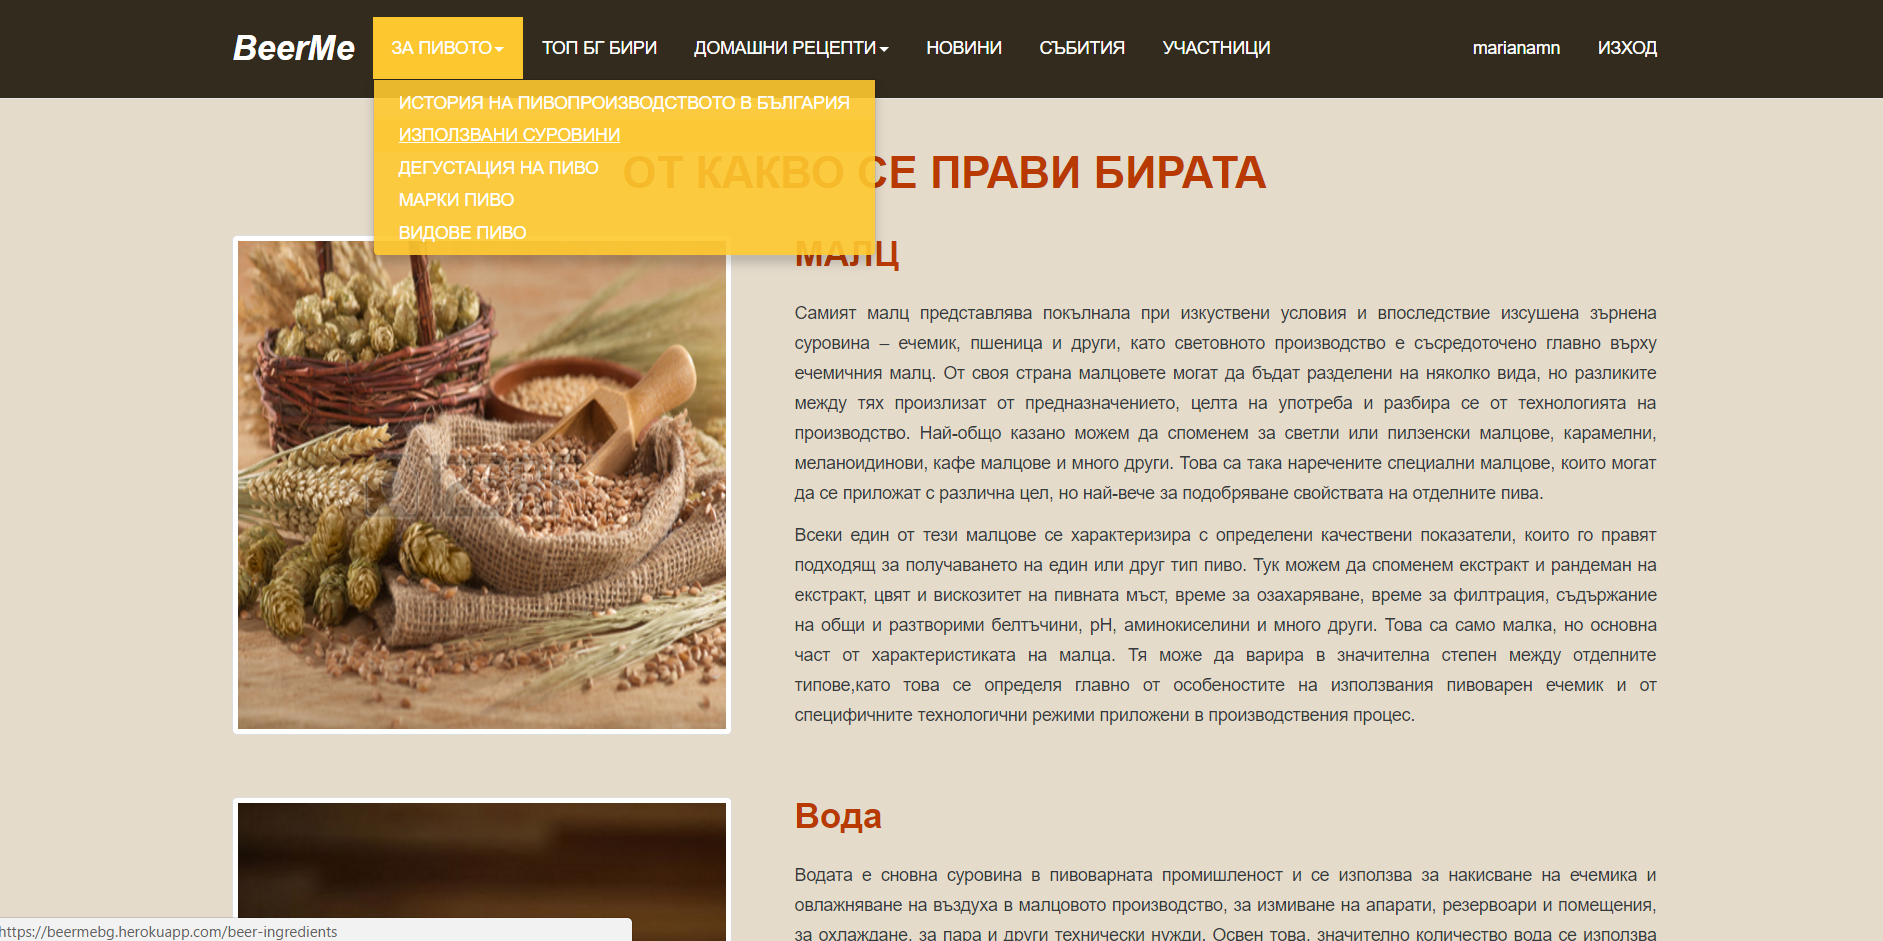 BeerMe ЗА ПИВОТО ТОП БГ БИРИ ДОМАШНИ РЕЦЕПТИ НОВИНИ СЪБИТИЯ УЧАСТНИЦИ marianamn ИЗХОД
ИСТОРИЯ НА ПИВОПРОИЗВОДСТВОТО В БЪЛГАРИЯ
ИЗПОЛЗВАНИ СУРОВИНИ
ДЕГУСТАЦИЯ НА ПИВО
МАРКИ ПИВО
ВИДОВЕ ПИВО
ОТ КАКВО СЕ ПРАВИ БИРАТА
МАЛЦ
Самият малц представлява покълнала при изкуствени условия и впоследствие изсушена зърнена
суровина – ечемик, пшеница и други, като световното производство е съсредоточено главно върху
ечемичния малц. От своя страна малцовете могат да бъдат разделени на няколко вида, но разликите
между тях произлизат от предназначението, целта на употреба и разбира се от технологията на
производство. Най-общо казано можем да споменем за светли или пилзенски малцове, карамелни,
меланоидинови, кафе малцове и много други. Това са така наречените специални малцове, които могат
да се приложат с различна цел, но най-вече за подобряване свойствата на отделните пива.
Всеки един от тези малцове се характеризира с определени качествени показатели, които го правят
подходящ за получаването на един или друг тип пиво. Тук можем да споменем екстракт и рандеман на
екстракт, цвят и вискозитет на пивната мъст, време за озахаряване, време за филтрация, съдържание
на общи и разтворими белтъчини, pH, аминокиселини и много други. Това са само малка, но основна
част от характеристиката на малца. Тя може да варира в значителна степен между отделните
типове,като това се определя главно от особеностите на използвания пивоварен ечемик и от
специфичните технологични режими приложени в производствения процес.
Вода
Водата е сновна суровина в пивоварната промишленост и се използва за накисване на ечемика и
овлажняване на въздуха в малцовото производство, за измиване на апарати, резервоари и помещения,
за охлаждане, за пара и други технически нужди. Освен това, значително количество вода се използва
https://beermebg.herokuapp.com/beer-ingredients